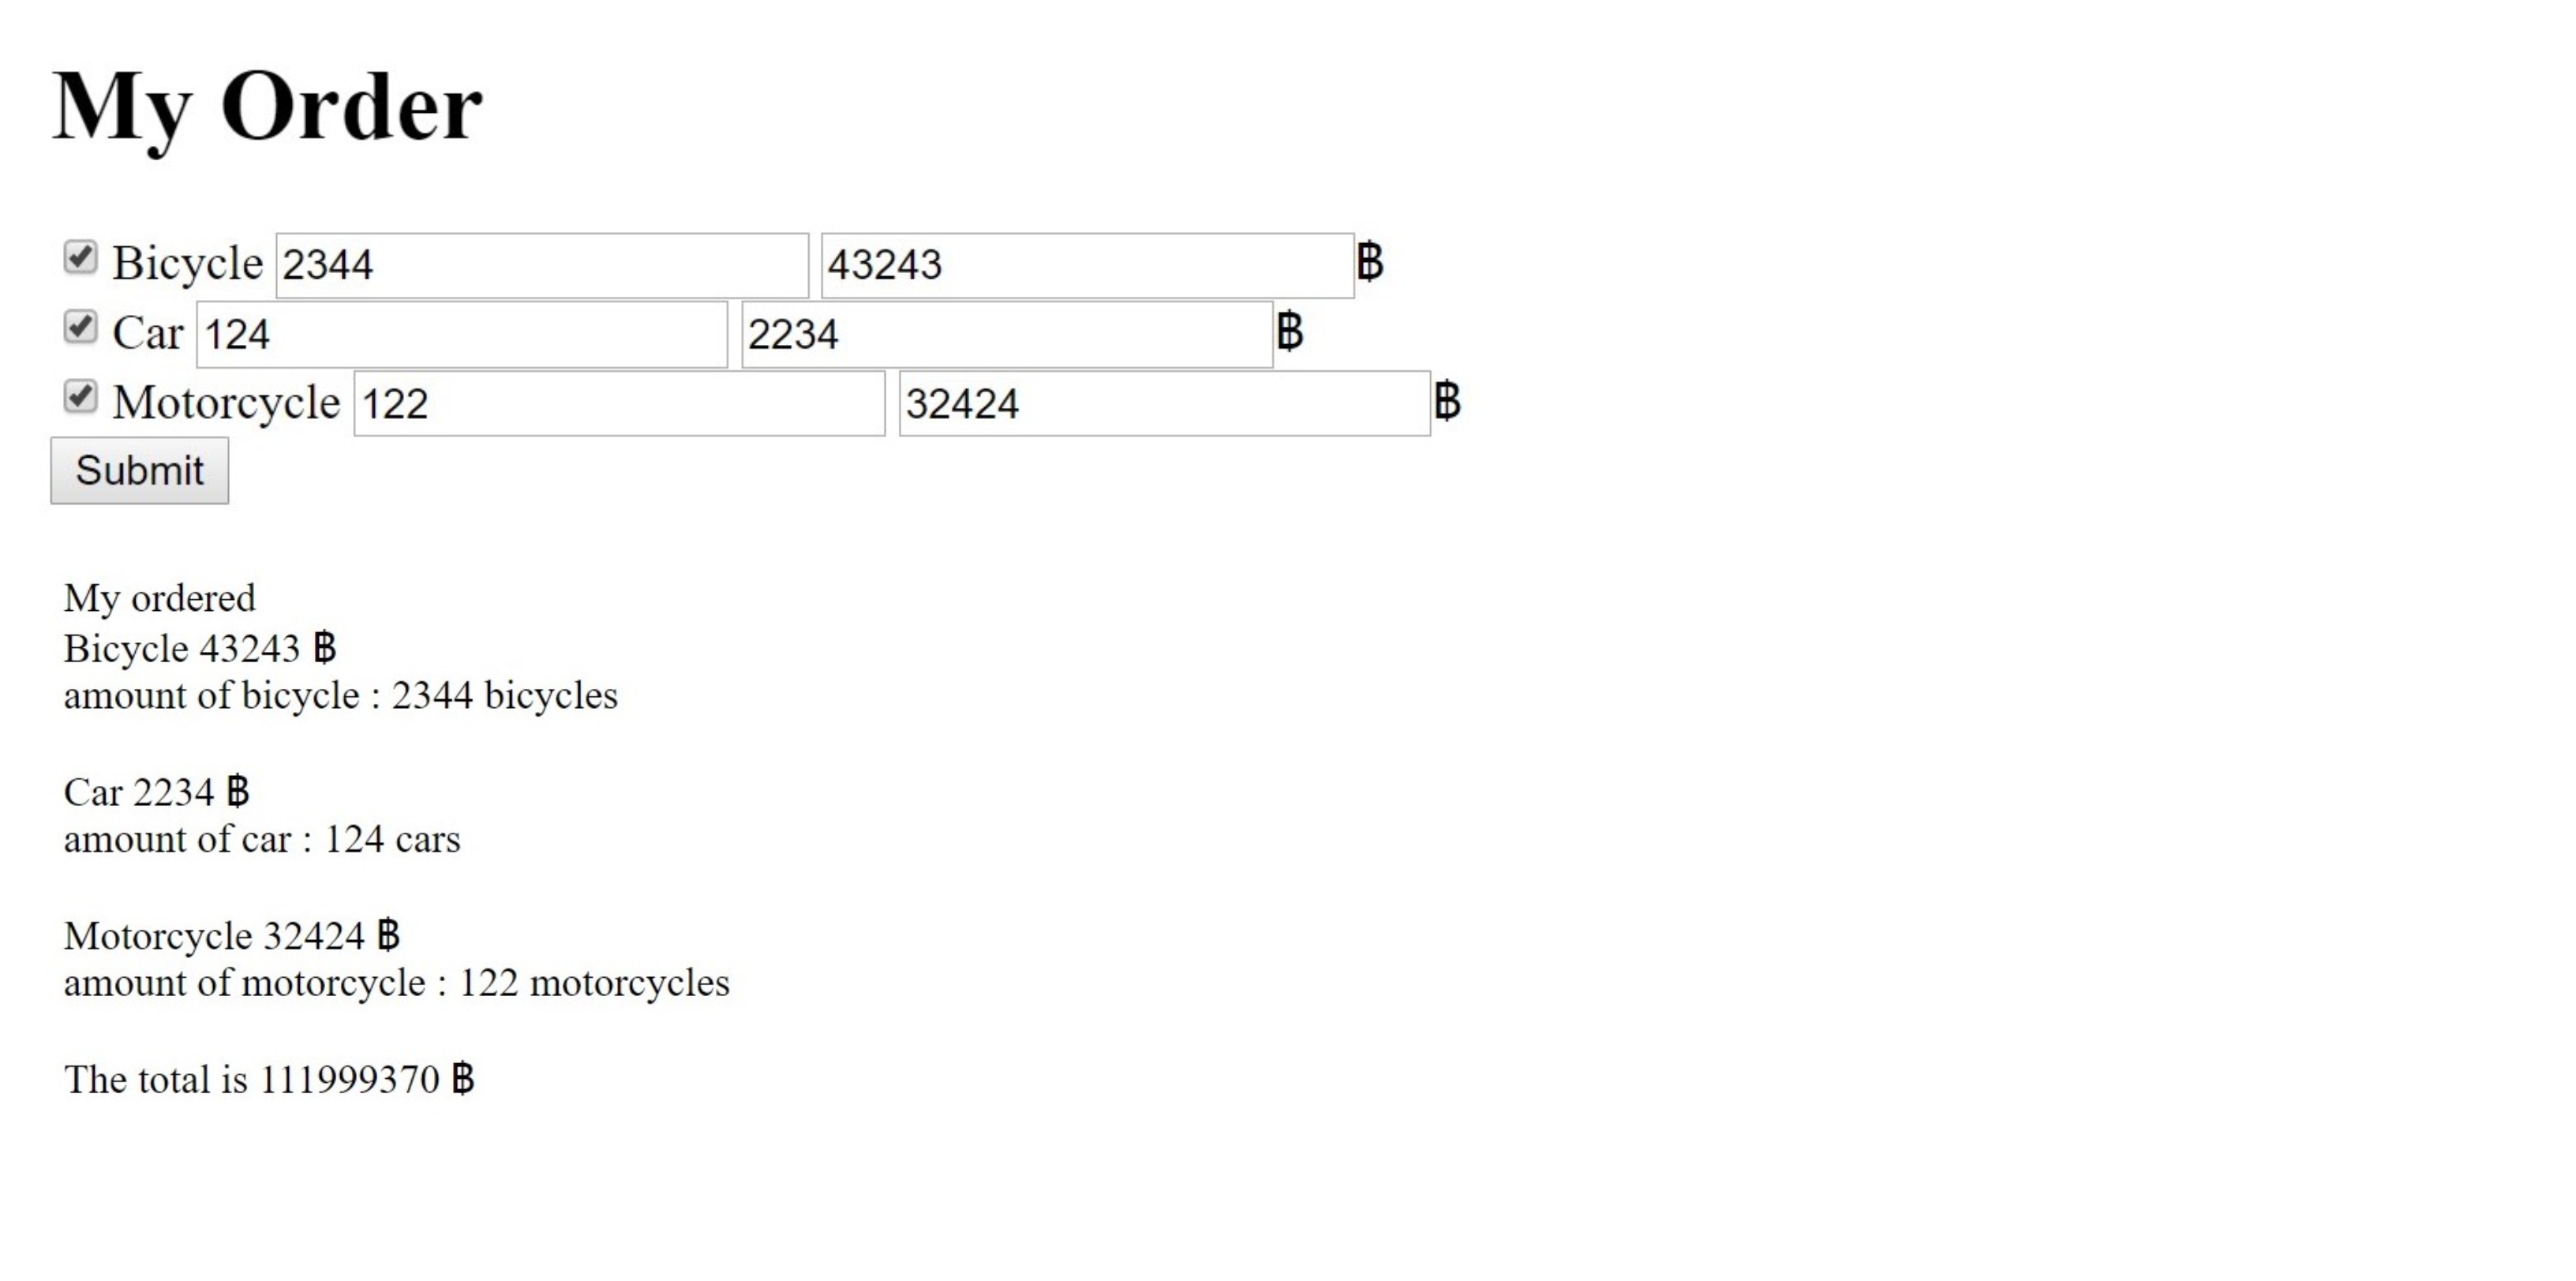 My Order
Bicycle 2344 43243 ฿
Car 124 2234 ฿
Motorcycle 122 32424 ฿
Submit
My ordered
Bicycle 43243 ฿
amount of bicycle : 2344 bicycles
Car 2234 ฿
amount of car : 124 cars
Motorcycle 32424 ฿
amount of motorcycle : 122 motorcycles
The total is 111999370 ฿